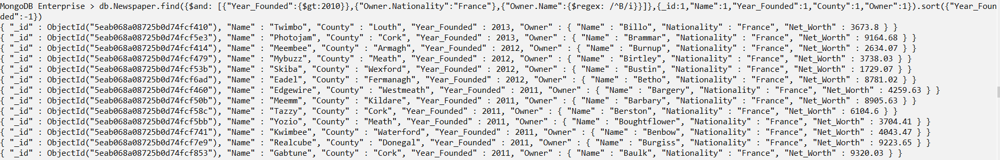 MongoDB Enterprise > db.Newspaper.find({$and: [{"Year_Founded":{$gt:2010}},{"Owner.Nationality":"France"},{"Owner.Name":{$regex: /^B/i}}]},{_id:1,"Name":1,"Year_Founded":1,"County":1,"Owner":1}).sort({"Year_Foun
ded":-1})
{ "_id" : ObjectId("5eab068a08725b0d74fcf410"), "Name" : "Twimbo", "County" : "Louth", "Year_Founded" : 2013, "Owner" : { "Name" : "Billo", "Nationality" : "France", "Net_Worth" : 3673.8 } }
{ "_id" : ObjectId("5eab068a08725b0d74fcf5e3"), "Name" : "Photojam", "County" : "Cork", "Year_Founded" : 2013, "Owner" : { "Name" : "Brammar", "Nationality" : "France", "Net_Worth" : 9164.68 } }
{ "_id" : ObjectId("5eab068a08725b0d74fcf414"), "Name" : "Meembee", "County" : "Armagh", "Year_Founded" : 2012, "Owner" : { "Name" : "Burnup", "Nationality" : "France", "Net_Worth" : 2634.07 } }
{ "_id" : ObjectId("5eab068a08725b0d74fcf479"), "Name" : "Mybuzz", "County" : "Meath", "Year_Founded" : 2012, "Owner" : { "Name" : "Birtley", "Nationality" : "France", "Net_Worth" : 3738.03 } }
{ "_id" : ObjectId("5eab068a08725b0d74fcf53b"), "Name" : "Skiba", "County" : "Wexford", "Year_Founded" : 2012, "Owner" : { "Name" : "Bustin", "Nationality" : "France", "Net_Worth" : 1729.07 } }
{ "_id" : ObjectId("5eab068a08725b0d74fcf6ad"), "Name" : "Eadel", "County" : "Fermanagh", "Year_Founded" : 2012, "Owner" : { "Name" : "Betho", "Nationality" : "France", "Net_Worth" : 8781.02 } }
{ "_id" : ObjectId("5eab068a08725b0d74fcf460"), "Name" : "Edgewire", "County" : "Westmeath", "Year_Founded" : 2011, "Owner" : { "Name" : "Bargery", "Nationality" : "France", "Net_Worth" : 4259.63 } }
{ "_id" : ObjectId("5eab068a08725b0d74fcf50b"), "Name" : "Meemm", "County" : "Kildare", "Year_Founded" : 2011, "Owner" : { "Name" : "Barbary", "Nationality" : "France", "Net_Worth" : 8905.63 } }
{ "_id" : ObjectId("5eab068a08725b0d74fcf58c"), "Name" : "Tazzy", "County" : "Cork", "Year_Founded" : 2011, "Owner" : { "Name" : "Berston", "Nationality" : "France", "Net_Worth" : 6104.6 } }
{ "_id" : ObjectId("5eab068a08725b0d74fcf5bb"), "Name" : "Yozio", "County" : "Meath", "Year_Founded" : 2011, "Owner" : { "Name" : "Boughtflower", "Nationality" : "France", "Net_Worth" : 3704.41 } }
{ "_id" : ObjectId("5eab068a08725b0d74fcf741"), "Name" : "Kwimbee", "County" : "Waterford", "Year_Founded" : 2011, "Owner" : { "Name" : "Benbow", "Nationality" : "France", "Net_Worth" : 4043.47 } }
{ "_id" : ObjectId("5eab068a08725b0d74fcf7e9"), "Name" : "Realcube", "County" : "Donegal", "Year_Founded" : 2011, "Owner" : { "Name" : "Burgiss", "Nationality" : "France", "Net_Worth" : 9223.65 } }
{ "_id" : ObjectId("5eab068a08725b0d74fcf853"), "Name" : "Gabtune", "County" : "Cork", "Year_Founded" : 2011, "Owner" : { "Name" : "Baulk", "Nationality" : "France", "Net_Worth" : 9320.03 } }